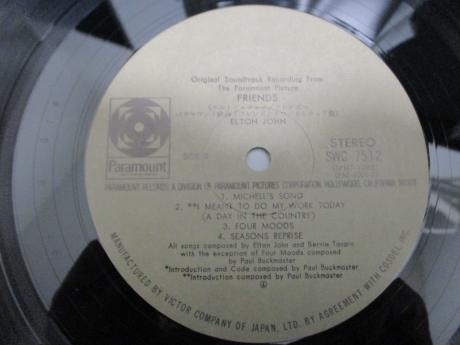 Original Soundtrack Recording From
The Paramount Picture
FRIENDS
ELTON JOHN
Paramount
STEREO
SWG 7512
PARAMOUNT RECORDS A DIVISION OF PARAMOUNT PICTURES CORPORATION, HOLLYWOOD, CALIFORNIA
1. MICHELL'S SONG
2. **I MEANT TO DO MY WORK TODAY
(A DAY IN THE COUNTRY)
3. FOUR MOODS
4. SEASONS REPRISE
All songs composed by Elton John and Bernie Taupin
with the exception of Four Moods composed
by Paul Buckmaster
*Introduction and Code composed by Paul Buckmaster
**Introduction composed by Paul Buckmaster
MANUFACTURED BY VICTOR COMPANY OF JAPAN, LTD. BY AGREEMENT WITH COSDEL, INC.